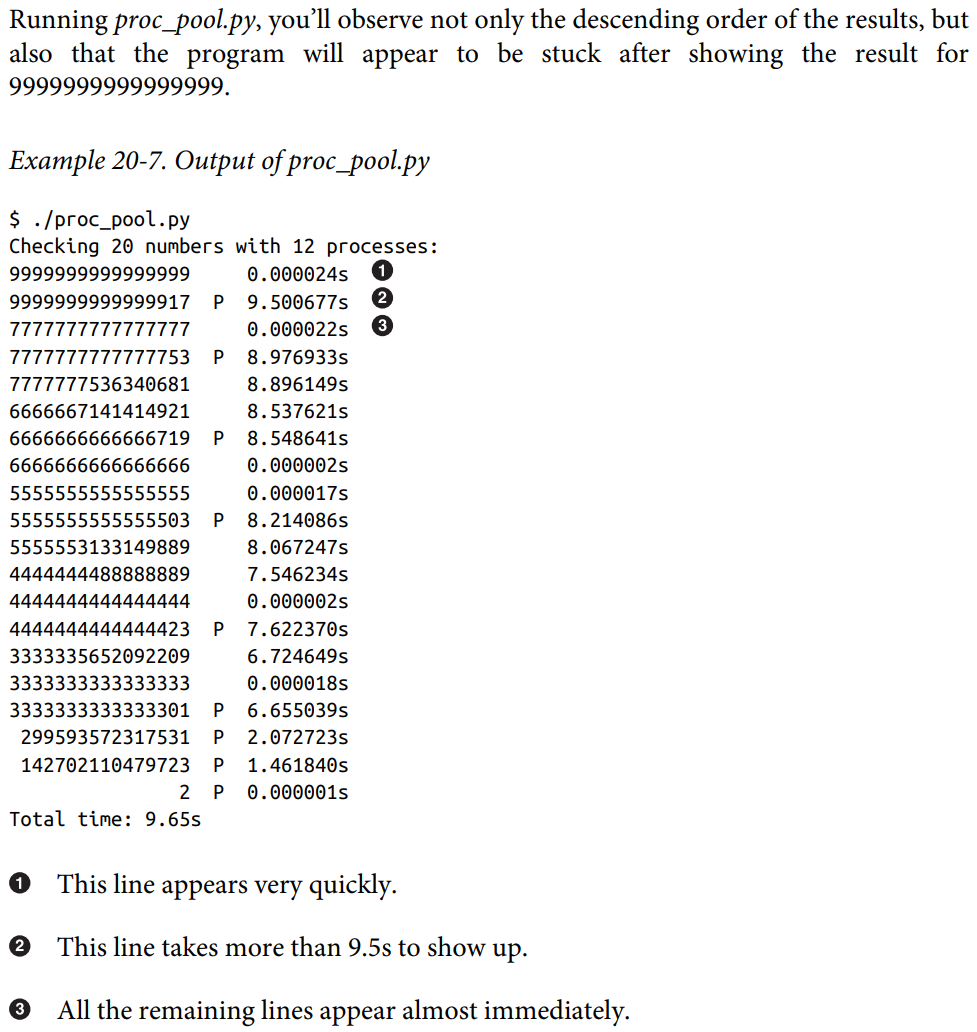 Running proc_pool.py, you’ll observe not only the descending order of the results, but
also that the program will appear to be stuck after showing the result for
9999999999999999.
Example 20-7. Output of proc_pool.py
$ ./proc_pool.py
Checking 20 numbers with 12 processes:
9999999999999999     0.000024s  ❶
9999999999999917  P  9.500677s  ❷
7777777777777777     0.000022s  ❸
7777777777777753  P  8.976933s
7777777536340681     8.896149s
6666667141414921     8.537621s
6666666666666719  P  8.548641s
6666666666666666     0.000002s
5555555555555555     0.000017s
5555555555555503  P  8.214086s
5555553133149889     8.067247s
4444444488888889     7.546234s
4444444444444444     0.000002s
4444444444444423  P  7.622370s
3333335652092209     6.724649s
3333333333333333     0.000018s
3333333333333301  P  6.655039s
 299593572317531  P  2.072723s
 142702110479723  P  1.461840s
               2  P  0.000001s
Total time: 9.65s
❶ This line appears very quickly.
❷ This line takes more than 9.5s to show up.
❸ All the remaining lines appear almost immediately.